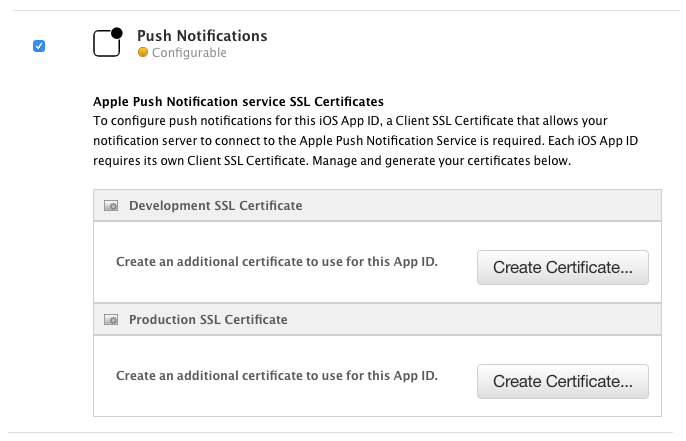 Push Notifications
Configurable
Apple Push Notification service SSL Certificates
To configure push notifications for this iOS App ID, a Client SSL Certificate that allows your
notification server to connect to the Apple Push Notification Service is required. Each iOS App ID
requires its own Client SSL Certificate. Manage and generate your certificates below.
Development SSL Certificate
Create an additional certificate to use for this App ID.
Create Certificate...
Production SSL Certificate
Create an additional certificate to use for this App ID.
Create Certificate...